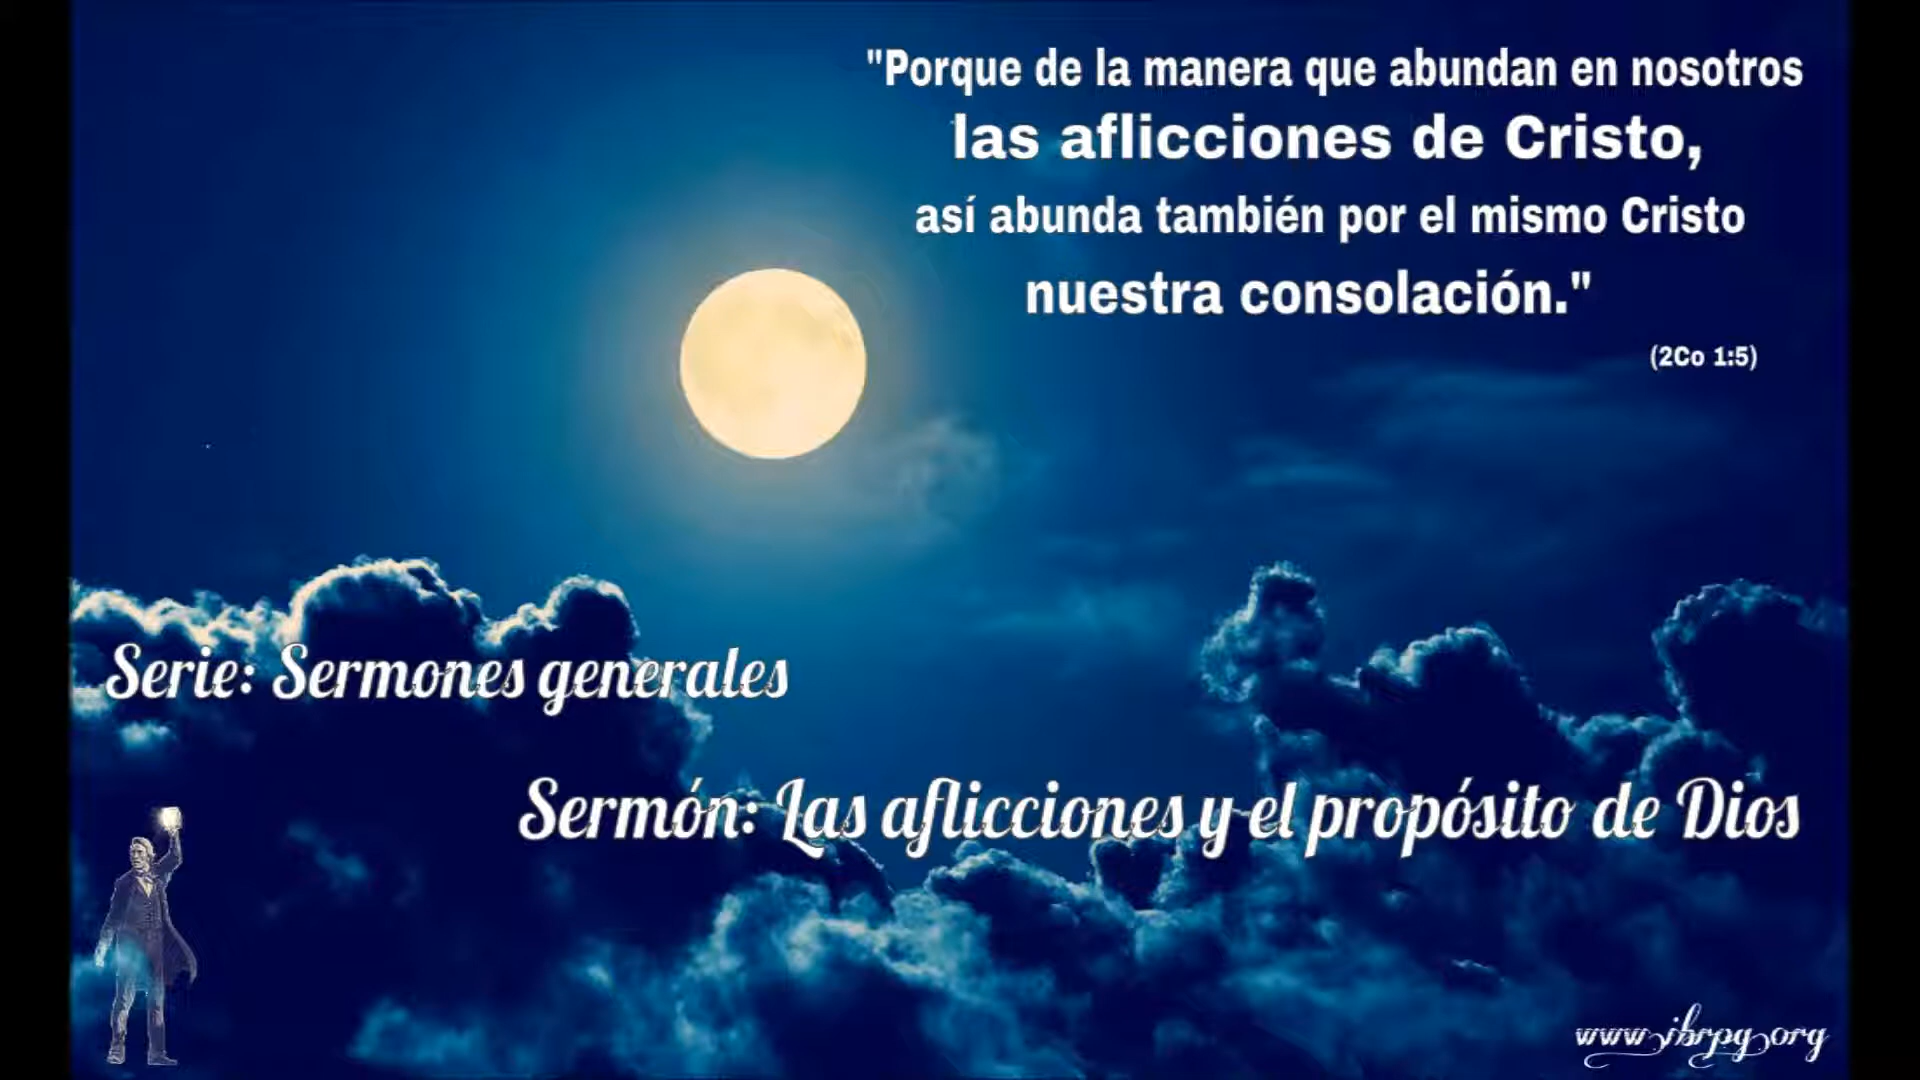 "Porque de la manera que abundan en nosotros
las aflicciones de Cristo,
así abunda también por el mismo Cristo
nuestra consolación."
(2Co 1:5)
Serie: Sermones generales
Sermón: Las aflicciones y el propósito de Dios
www.ibrpg.org